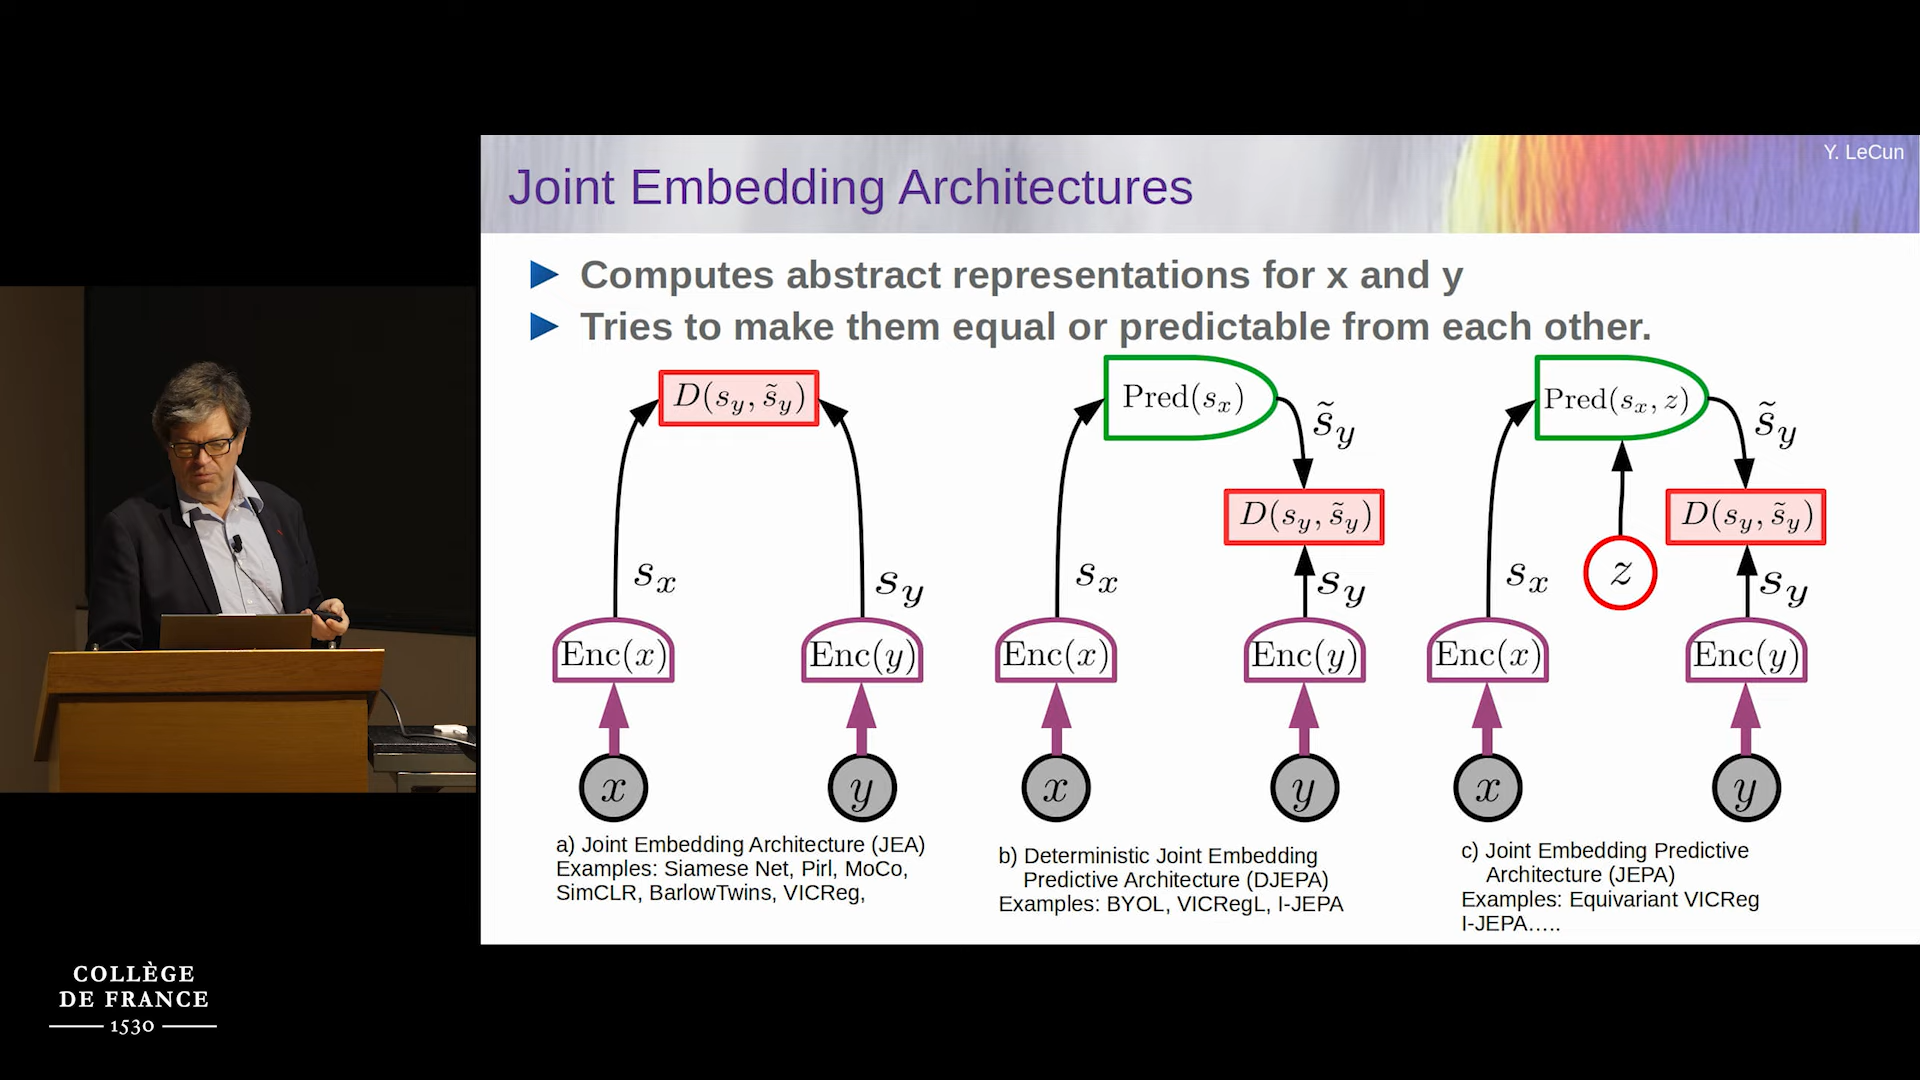 Y. LeCun
Joint Embedding Architectures
Computes abstract representations for x and y
Tries to make them equal or predictable from each other.
D(s_y, s̃_y)
s_x
s_y
Enc(x)
Enc(y)
x
y
a) Joint Embedding Architecture (JEA)
Examples: Siamese Net, Pirl, MoCo,
SimCLR, BarlowTwins, VICReg,
Pred(s_x)
s̃_y
D(s_y, s̃_y)
s_x
s_y
Enc(x)
Enc(y)
x
y
b) Deterministic Joint Embedding
Predictive Architecture (DJEPA)
Examples: BYOL, VICRegL, I-JEPA
Pred(s_x, z)
s̃_y
D(s_y, s̃_y)
s_x
z
s_y
Enc(x)
Enc(y)
x
y
c) Joint Embedding Predictive
Architecture (JEPA)
Examples: Equivariant VICReg
I-JEPA.....
COLLÈGE
DE FRANCE
1530